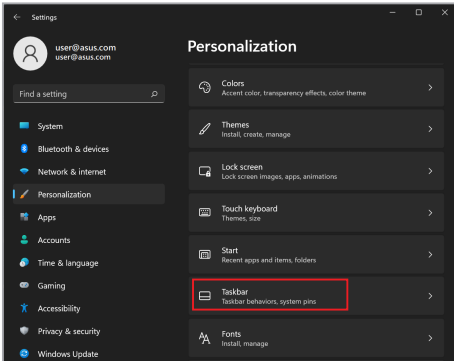 Settings
user@asus.com
user@asus.com
Find a setting
System
Bluetooth & devices
Network & internet
Personalization
Apps
Accounts
Time & language
Gaming
Accessibility
Privacy & security
Windows Update
Personalization
Colors
Accent color, transparency effects, color theme
Themes
Install, create, manage
Lock screen
Lock screen images, apps, animations
Touch keyboard
Themes, size
Start
Recent apps and items, folders
Taskbar
Taskbar behaviors, system pins
Fonts
Install, manage